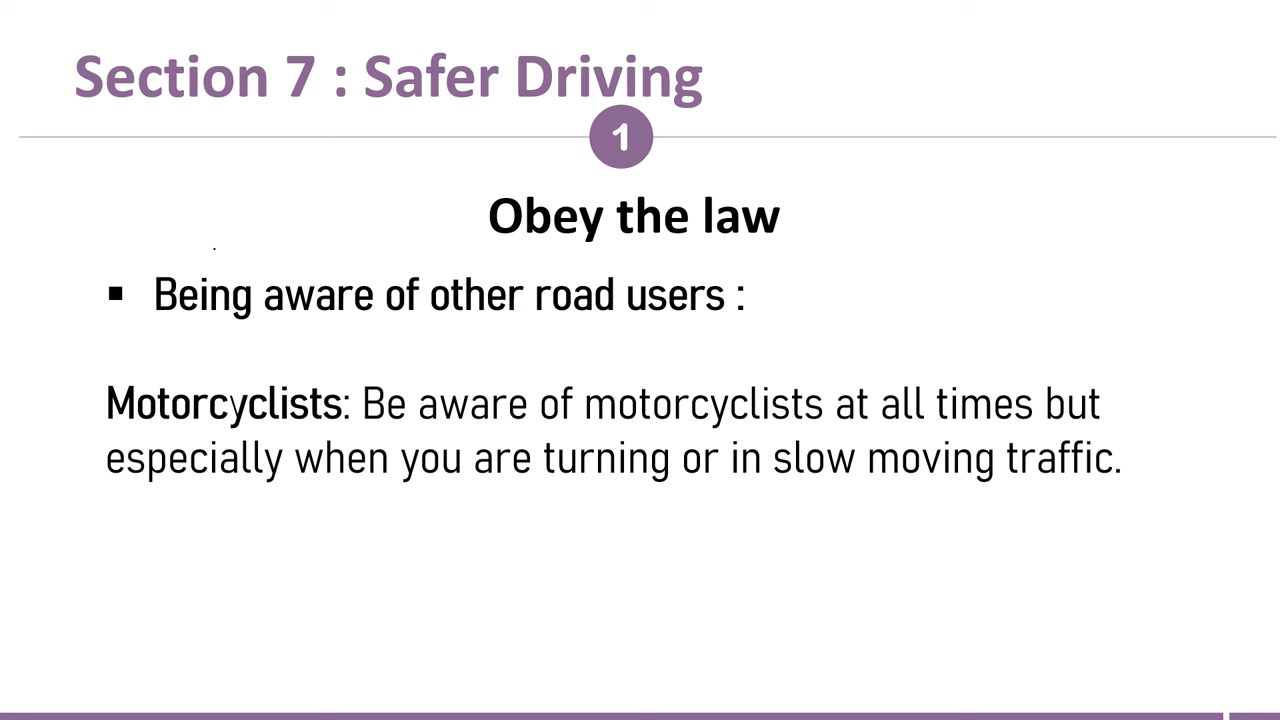 Section 7 : Safer Driving
1
Obey the law
.
▪ Being aware of other road users :
Motorcyclists: Be aware of motorcyclists at all times but
especially when you are turning or in slow moving traffic.